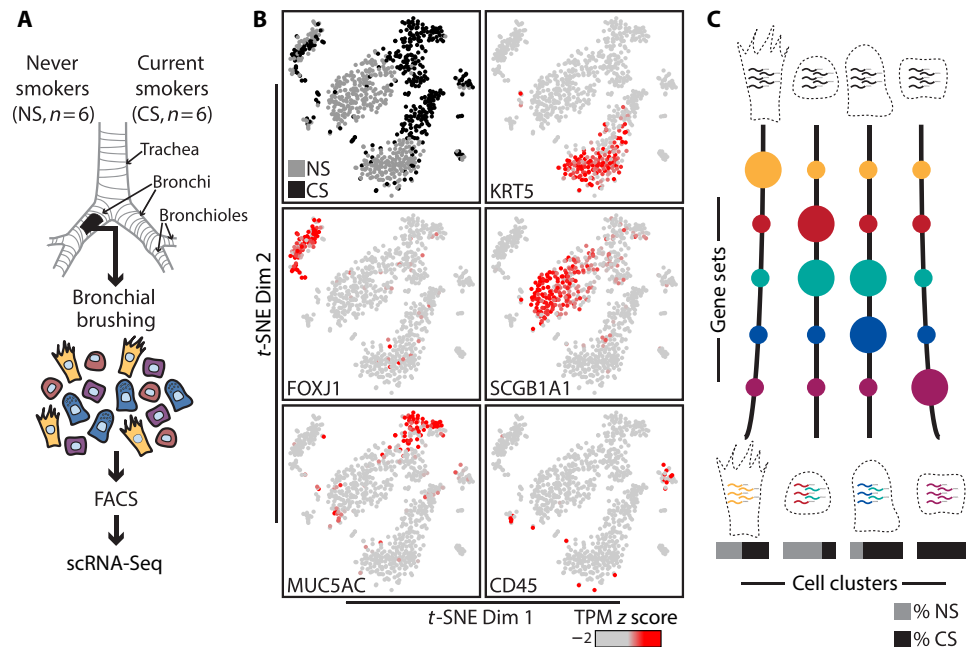 A
Never
smokers
(NS, n=6)
Current
smokers
(CS, n=6)
Trachea
Bronchi
Bronchioles
Bronchial
brushing
FACS
scRNA-Seq
B
t-SNE Dim 2
NS
CS
KRT5
FOXJ1
SCGB1A1
MUC5AC
CD45
t-SNE Dim 1
TPM z score
−2
C
Gene sets
Cell clusters
% NS
% CS